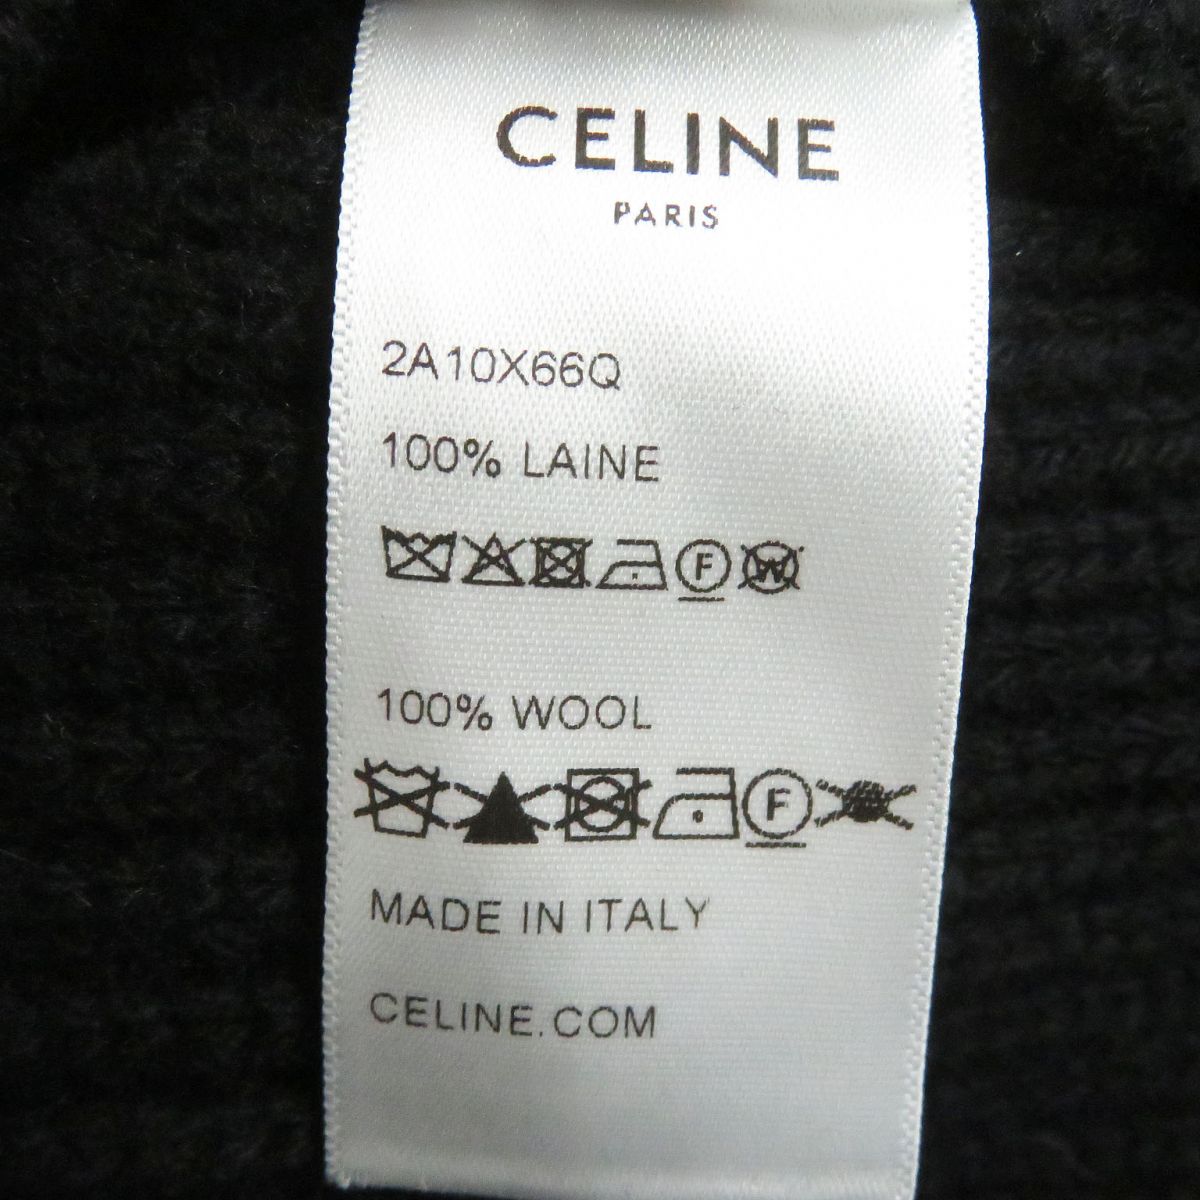 CELINE
PARIS
2A10X66Q
100% LAINE
F W
100% WOOL
F
MADE IN ITALY
CELINE.COM